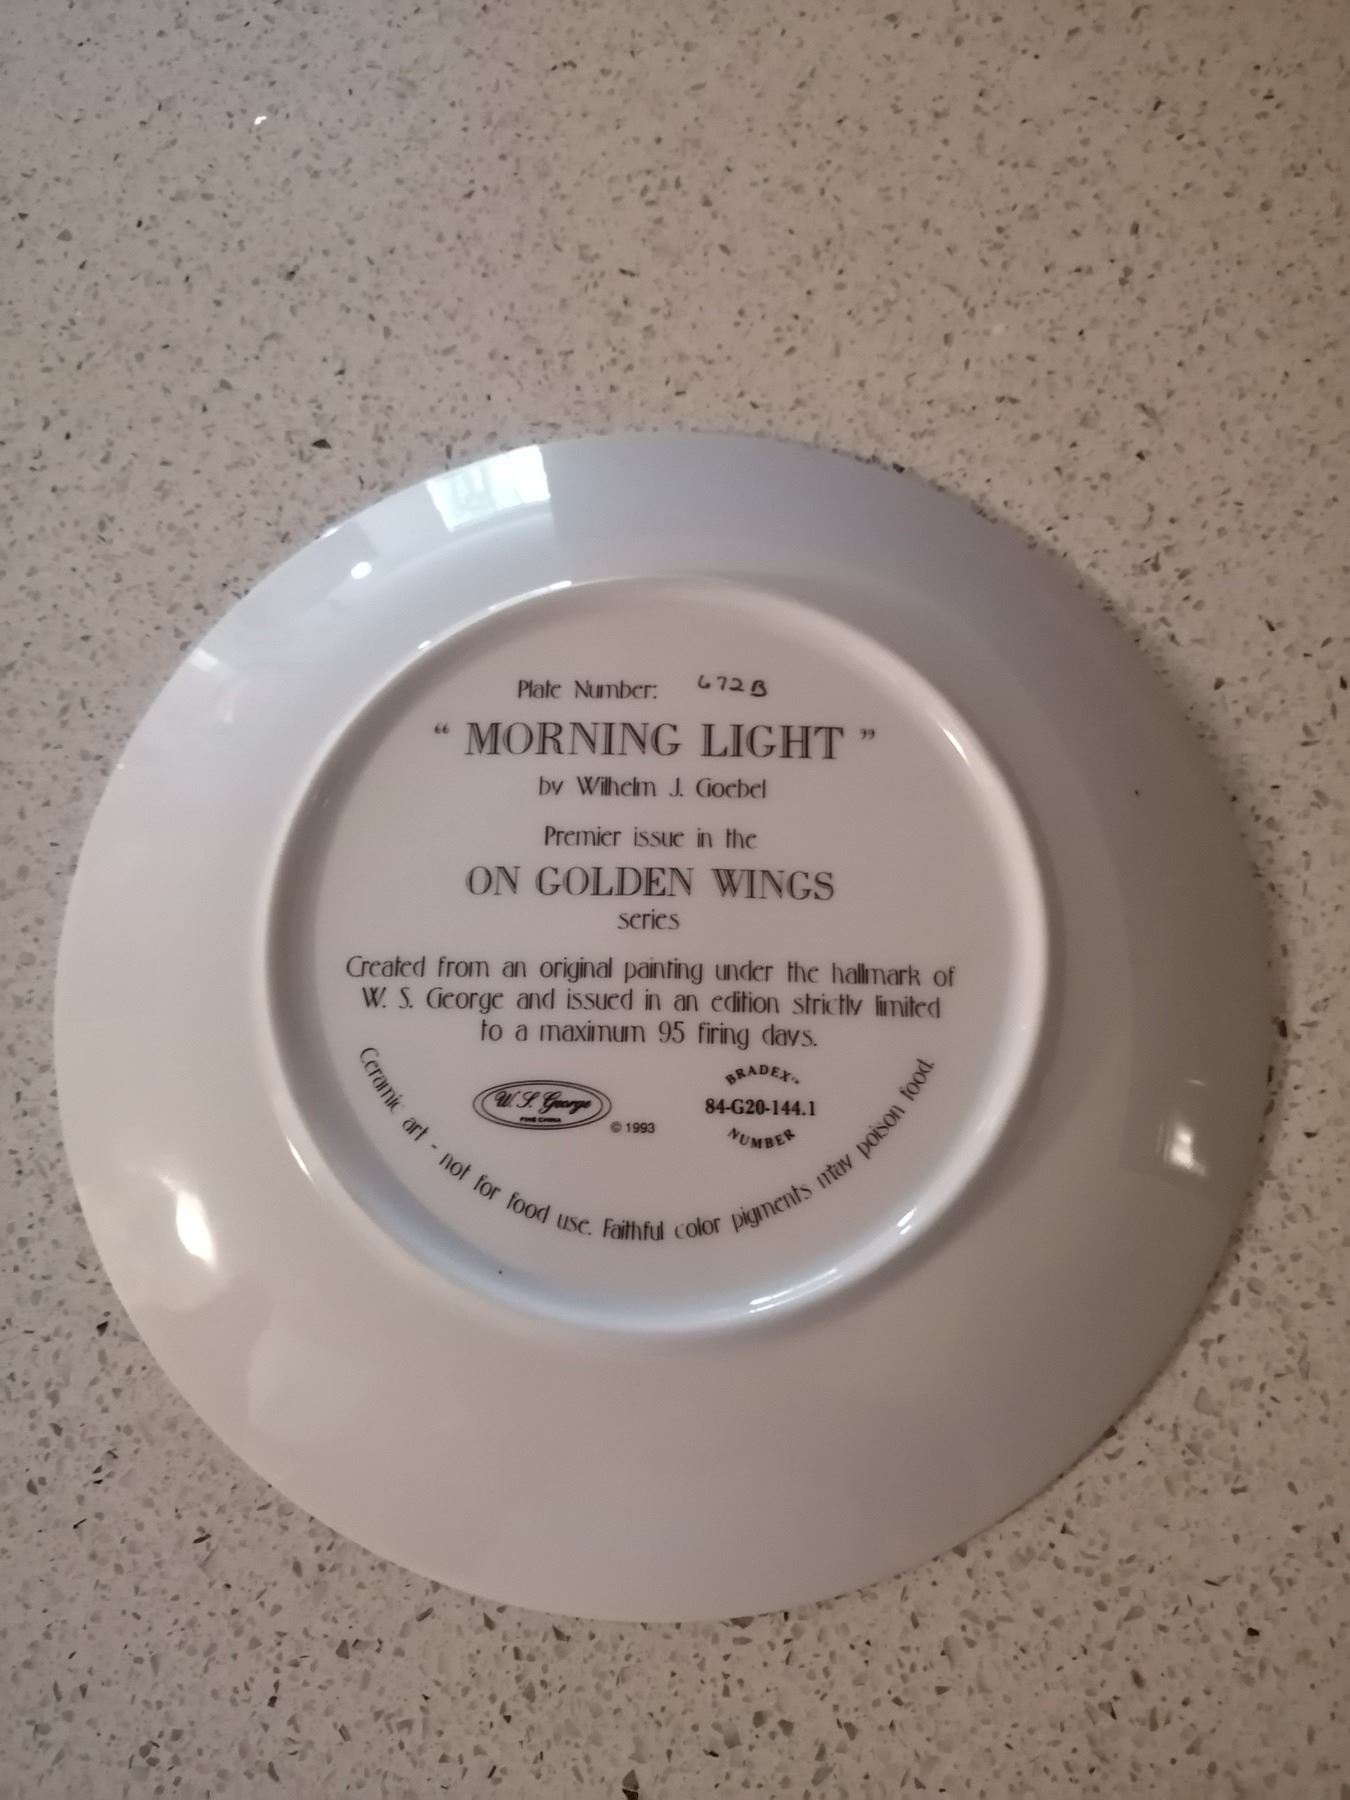 Plate Number: 672B
“ MORNING LIGHT ”
by Wilhelm J. Goebel
Premier issue in the
ON GOLDEN WINGS
series
Created from an original painting under the hallmark of
W. S. George and issued in an edition strictly limited
to a maximum 95 firing days.
W. S. George
FINE CHINA
© 1993
BRADEX™
84-G20-144.1
NUMBER
Ceramic art - not for food use. Faithful color pigments may poison food.